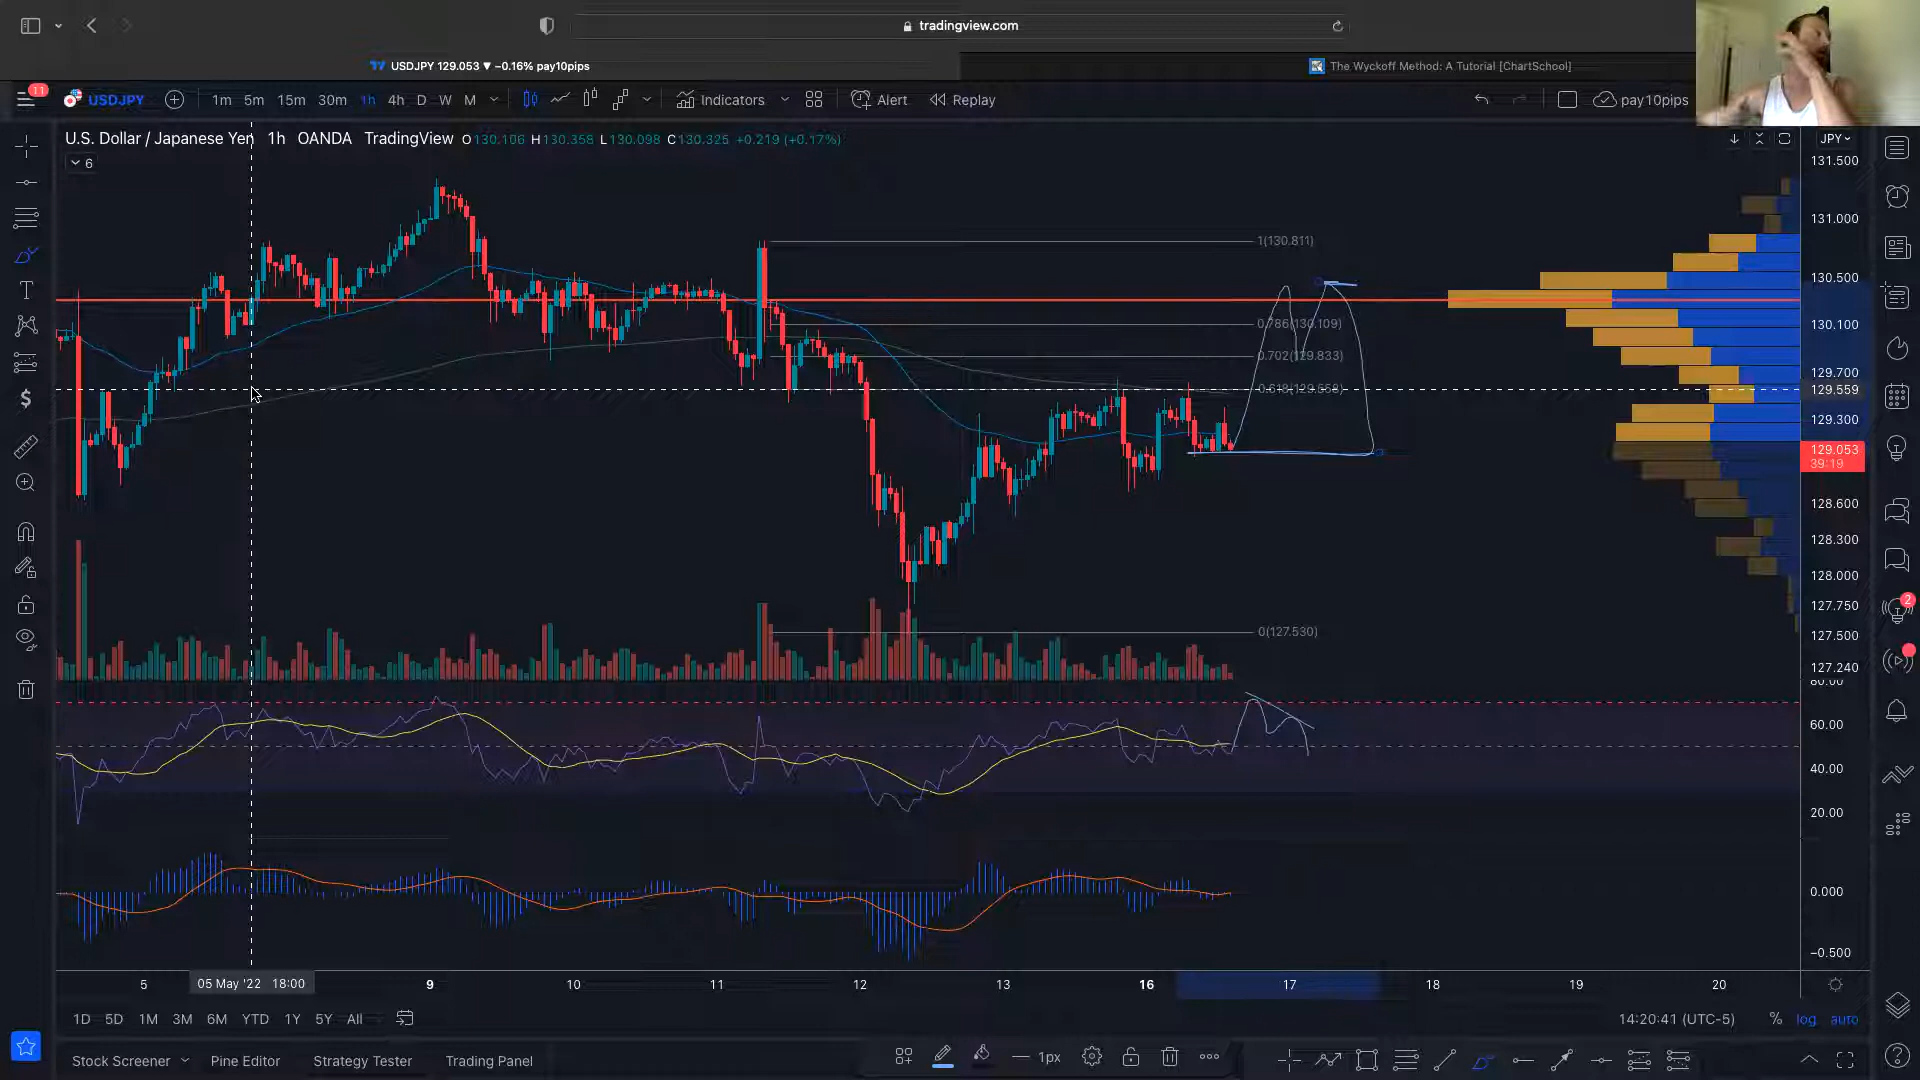 tradingview.com
USDJPY 129.053 ▼ −0.16% pay10pips
The Wyckoff Method: A Tutorial [ChartSchool]
11
USDJPY
1m 5m 15m 30m 1h 4h D W M
Indicators
Alert
Replay
pay10pips
U.S. Dollar / Japanese Yen 1h OANDA TradingView O130.106 H130.358 L130.098 C130.325 +0.219 (+0.17%)
JPY
6
131.500
131.000
130.500
130.100
129.700
129.559
129.300
129.053
39:19
128.600
128.300
128.000
127.750
127.500
127.240
1(130.811)
0.786(130.109)
0.702(129.833)
0(127.530)
80.00
60.00
40.00
20.00
0.000
−0.500
2
5 05 May '22 18:00 9 10 11 12 13 16 17 18 19 20
1D 5D 1M 3M 6M YTD 1Y 5Y All
14:20:41 (UTC-5) % log auto
Stock Screener Pine Editor Strategy Tester Trading Panel
1px